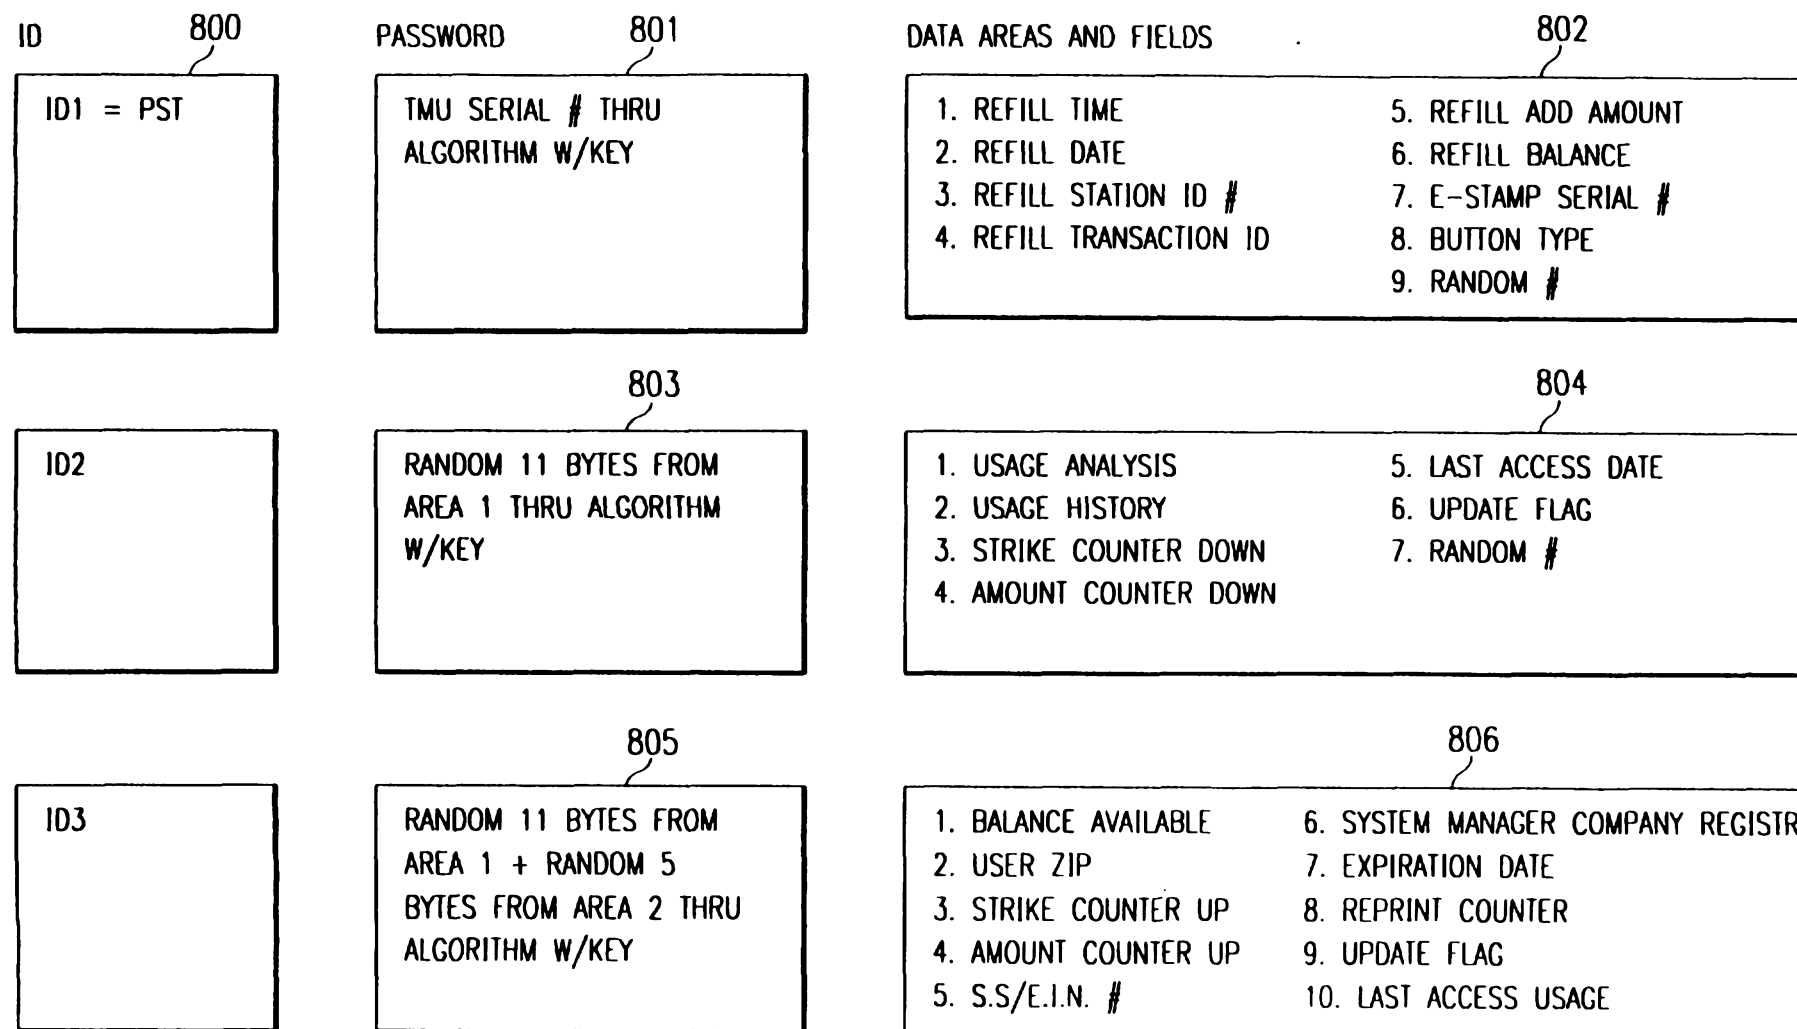 ID 800 PASSWORD 801 DATA AREAS AND FIELDS 802
ID1 = PST
TMU SERIAL # THRU
ALGORITHM W/KEY
1. REFILL TIME
2. REFILL DATE
3. REFILL STATION ID #
4. REFILL TRANSACTION ID
5. REFILL ADD AMOUNT
6. REFILL BALANCE
7. E-STAMP SERIAL #
8. BUTTON TYPE
9. RANDOM #
803 804
ID2
RANDOM 11 BYTES FROM
AREA 1 THRU ALGORITHM
W/KEY
1. USAGE ANALYSIS
2. USAGE HISTORY
3. STRIKE COUNTER DOWN
4. AMOUNT COUNTER DOWN
5. LAST ACCESS DATE
6. UPDATE FLAG
7. RANDOM #
805 806
ID3
RANDOM 11 BYTES FROM
AREA 1 + RANDOM 5
BYTES FROM AREA 2 THRU
ALGORITHM W/KEY
1. BALANCE AVAILABLE
2. USER ZIP
3. STRIKE COUNTER UP
4. AMOUNT COUNTER UP
5. S.S/E.I.N. #
6. SYSTEM MANAGER COMPANY REGISTR
7. EXPIRATION DATE
8. REPRINT COUNTER
9. UPDATE FLAG
10. LAST ACCESS USAGE